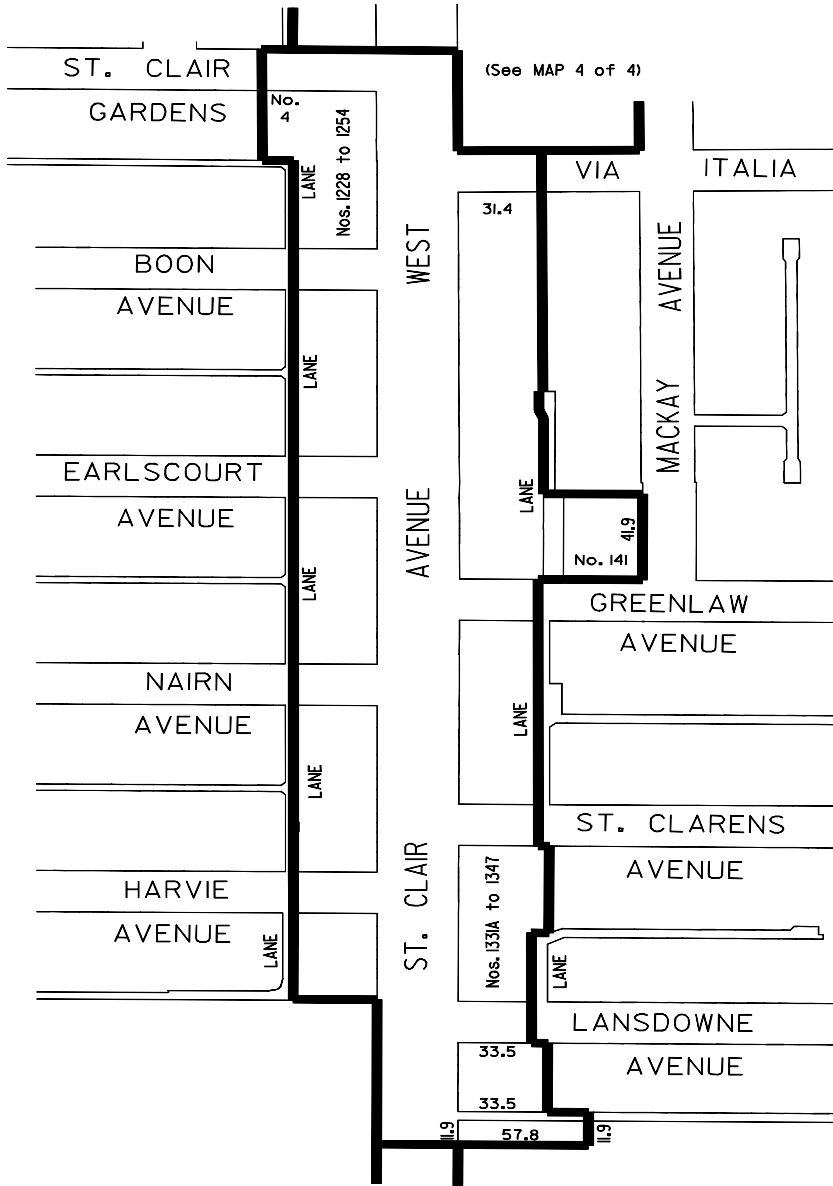 ST. CLAIR
GARDENS
No.
4
LANE
Nos. 1228 to 1254
(See MAP 4 of 4)
VIA
ITALIA
31.4
WEST
AVENUE
MACKAY
BOON
AVENUE
LANE
EARLSCOURT
AVENUE
AVENUE
LANE
41.9
No. 141
GREENLAW
AVENUE
LANE
NAIRN
AVENUE
LANE
LANE
ST. CLARENS
AVENUE
HARVIE
AVENUE
LANE
ST. CLAIR
Nos. 1331A to 1347
LANE
LANSDOWNE
AVENUE
33.5
33.5
11.9
57.8
11.9